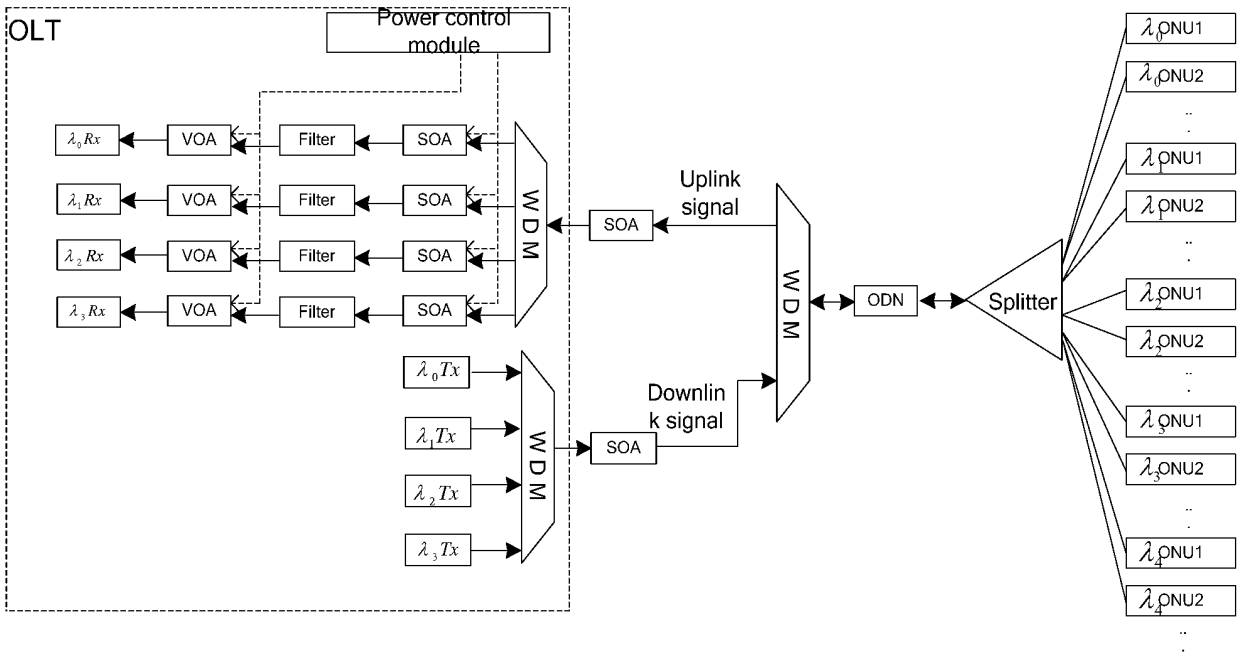 OLT
Power control
module
λ₀Rx
VOA
Filter
SOA
λ₁Rx
VOA
Filter
SOA
λ₂Rx
VOA
Filter
SOA
λ₃Rx
VOA
Filter
SOA
WDM
SOA
Uplink
signal
λ₀Tx
λ₁Tx
λ₂Tx
λ₃Tx
WDM
SOA
Downlin
k signal
WDM
ODN
Splitter
λ₀ONU1
λ₀ONU2
..
.
λ₁ONU1
λ₁ONU2
..
.
λ₂ONU1
λ₂ONU2
..
.
λ₃ONU1
λ₃ONU2
..
.
λ₄ONU1
λ₄ONU2
..
.